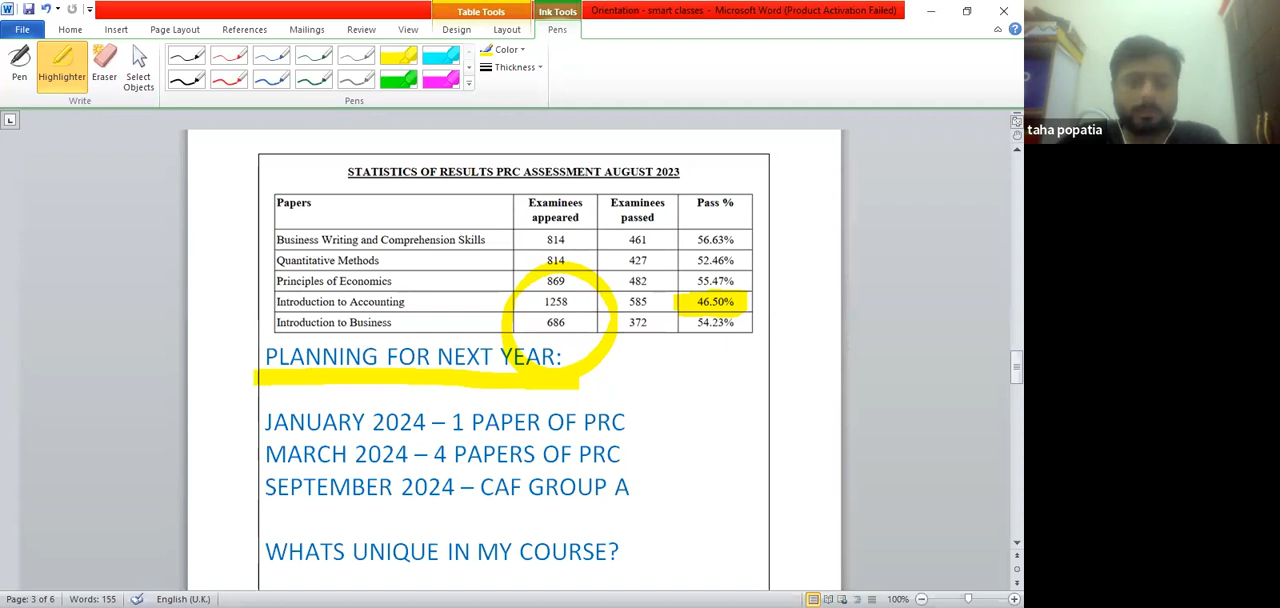 Table Tools
Ink Tools
Orientation - smart classes - Microsoft Word (Product Activation Failed)
File
Home
Insert
Page Layout
References
Mailings
Review
View
Design
Layout
Pens
Pen
Highlighter
Eraser
Select
Objects
Color
Thickness
Write
Pens
taha popatia
STATISTICS OF RESULTS PRC ASSESSMENT AUGUST 2023
Papers Examinees appeared Examinees passed Pass %
Business Writing and Comprehension Skills 814 461 56.63%
Quantitative Methods 814 427 52.46%
Principles of Economics 869 482 55.47%
Introduction to Accounting 1258 585 46.50%
Introduction to Business 686 372 54.23%
PLANNING FOR NEXT YEAR:
JANUARY 2024 – 1 PAPER OF PRC
MARCH 2024 – 4 PAPERS OF PRC
SEPTEMBER 2024 – CAF GROUP A
WHATS UNIQUE IN MY COURSE?
Page: 3 of 6
Words: 155
English (U.K.)
100%